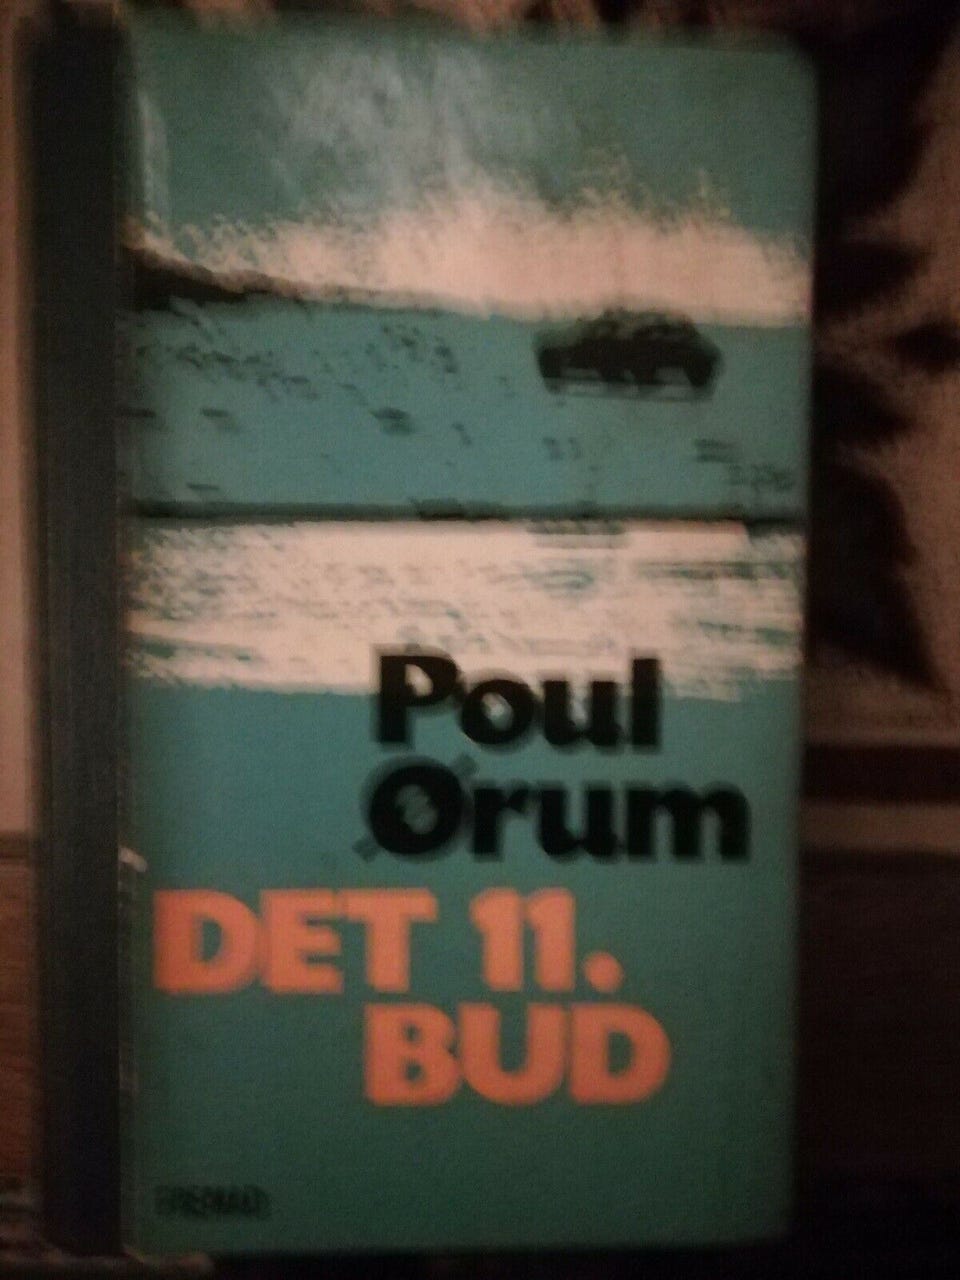 Poul
Ørum
DET 11.
BUD